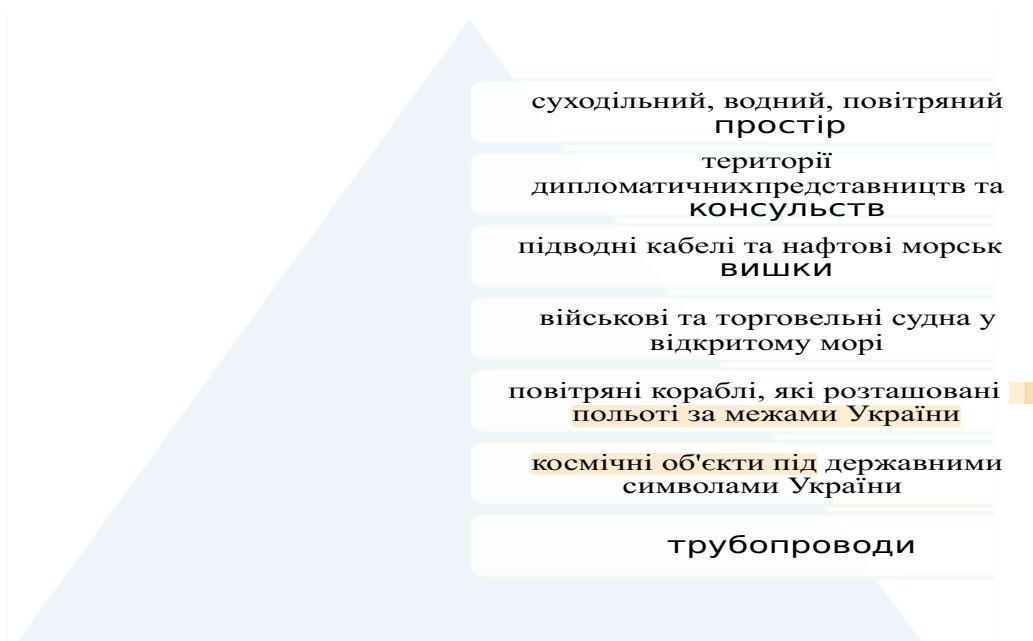 суходільний, водний, повітряний
простір
території
дипломатичнихпредставництв та
консульств
підводні кабелі та нафтові морськ
вишки
військові та торговельні судна у
відкритому морі
повітряні кораблі, які розташовані
польоті за межами України
космічні об'єкти під державними
символами України
трубопроводи